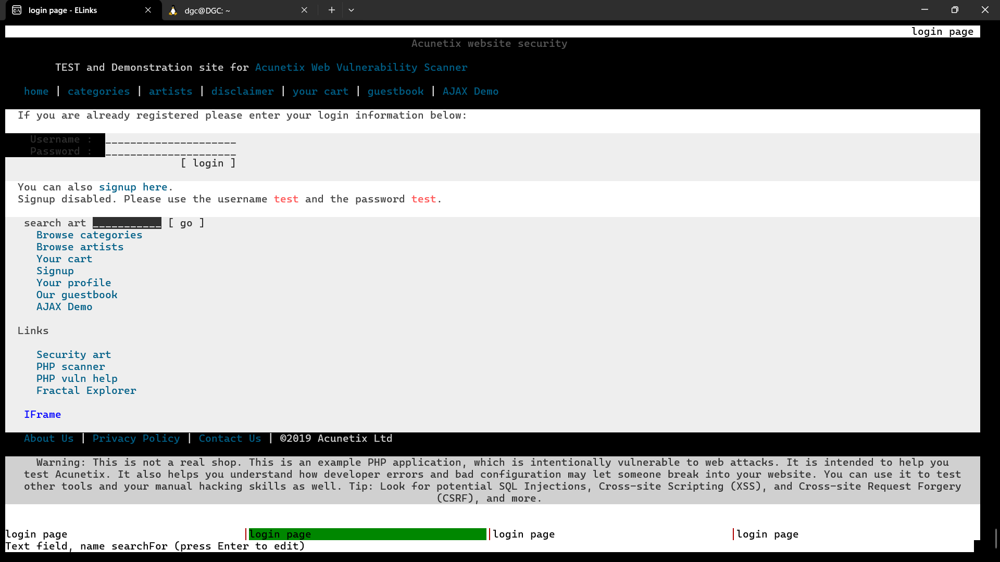 login page - ELinks
dgc@DGC: ~
login page
Acunetix website security
TEST and Demonstration site for Acunetix Web Vulnerability Scanner
home | categories | artists | disclaimer | your cart | guestbook | AJAX Demo
If you are already registered please enter your login information below:
Username : _____________________
Password : _____________________
[ login ]
You can also signup here.
Signup disabled. Please use the username test and the password test.
search art ___________ [ go ]
Browse categories
Browse artists
Your cart
Signup
Your profile
Our guestbook
AJAX Demo
Links
Security art
PHP scanner
PHP vuln help
Fractal Explorer
IFrame
About Us | Privacy Policy | Contact Us | ©2019 Acunetix Ltd
Warning: This is not a real shop. This is an example PHP application, which is intentionally vulnerable to web attacks. It is intended to help you
test Acunetix. It also helps you understand how developer errors and bad configuration may let someone break into your website. You can use it to test
other tools and your manual hacking skills as well. Tip: Look for potential SQL Injections, Cross-site Scripting (XSS), and Cross-site Request Forgery
(CSRF), and more.
login page |login page |login page |login page
Text field, name searchFor (press Enter to edit)